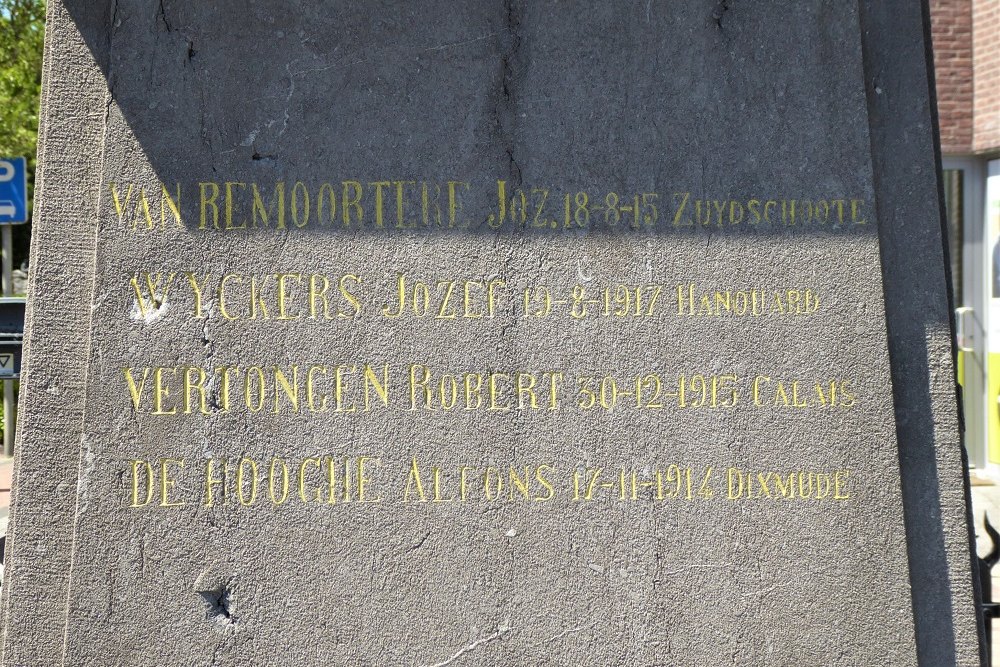 VAN REMOORTERE JOZ. 18-8-15 ZUYDSCHOOTE
WYCKERS JOZEF 19-8-1917 HANOUARD
VERTONGEN ROBERT 30-12-1915 CALAIS
DE HOOGHE ALFONS 17-11-1914 DIXMUDE
P